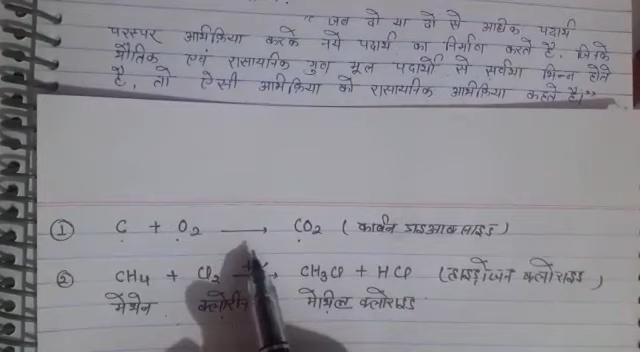 "जब दो या दो से अधिक पदार्थ
परस्पर अभिक्रिया करके नये पदार्थ का निर्माण करते है, जिनके
भौतिक एवं रासायनिक गुण मूल पदार्थो से सर्वथा भिन्न होते
है, तो ऐसी अभिक्रिया को रासायनिक अभिक्रिया कहते है।"
① C + O2 → CO2 (कार्बन डाइआक्साइड)
② CH4 + Cl2 → CH3Cl + HCl (हाइड्रोजन क्लोराइड)
मेथेन क्लोरीन मेथिल क्लोराइड